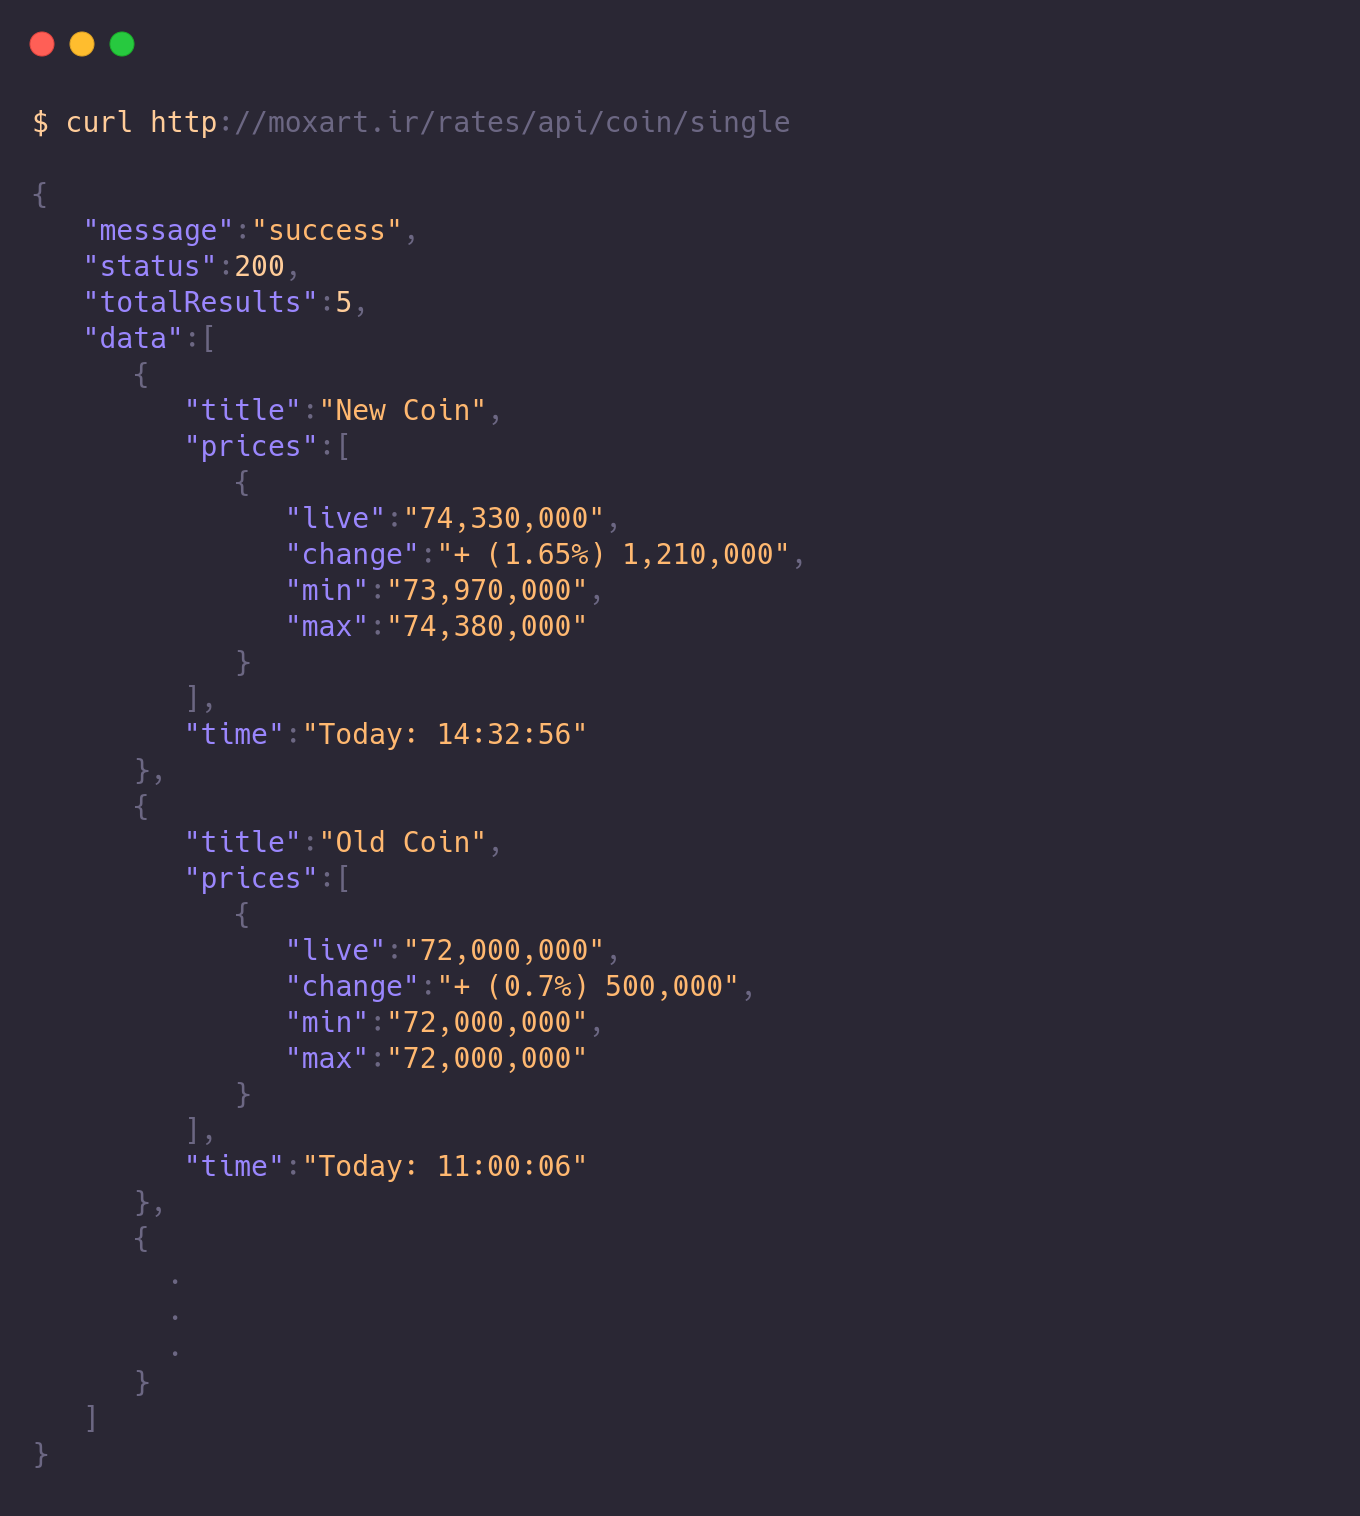 $ curl http://moxart.ir/rates/api/coin/single
{
"message":"success",
"status":200,
"totalResults":5,
"data":[
{
"title":"New Coin",
"prices":[
{
"live":"74,330,000",
"change":"+ (1.65%) 1,210,000",
"min":"73,970,000",
"max":"74,380,000"
}
],
"time":"Today: 14:32:56"
},
{
"title":"Old Coin",
"prices":[
{
"live":"72,000,000",
"change":"+ (0.7%) 500,000",
"min":"72,000,000",
"max":"72,000,000"
}
],
"time":"Today: 11:00:06"
},
{
.
.
.
}
]
}